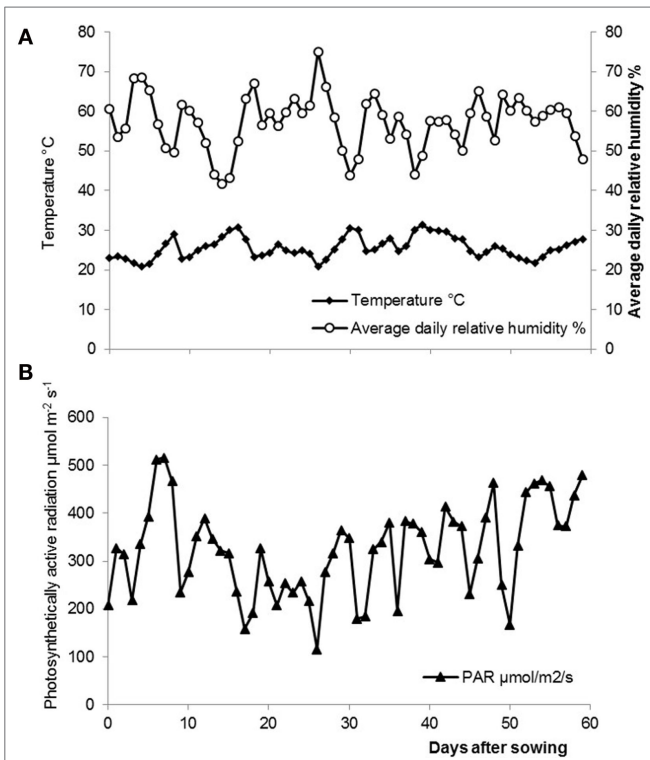 A
80
70
60
50
40
30
20
10
0
Temperature °C
80
70
60
50
40
30
20
10
0
Average daily relative humidity %
Temperature °C
Average daily relative humidity %
B
600
500
400
300
200
100
0
Photosynthetically active radiation µmol m⁻² s⁻¹
PAR µmol/m2/s
0 10 20 30 40 50 60
Days after sowing